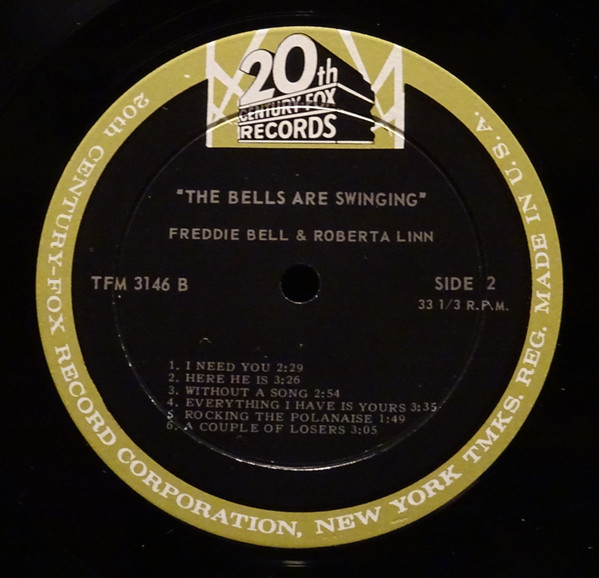 20th
CENTURY-FOX
RECORDS
"THE BELLS ARE SWINGING"
FREDDIE BELL & ROBERTA LINN
TFM 3146 B
SIDE 2
33 1/3 R.P.M.
1. I NEED YOU 2:29
2. HERE HE IS 3:26
3. WITHOUT A SONG 2:54
4. EVERYTHING I HAVE IS YOURS 3:35
5 ROCKING THE POLANAISE 1:49
6. A COUPLE OF LOSERS 3:05
20th CENTURY-FOX RECORD CORPORATION, NEW YORK TMKS. REG. MADE IN U.S.A.